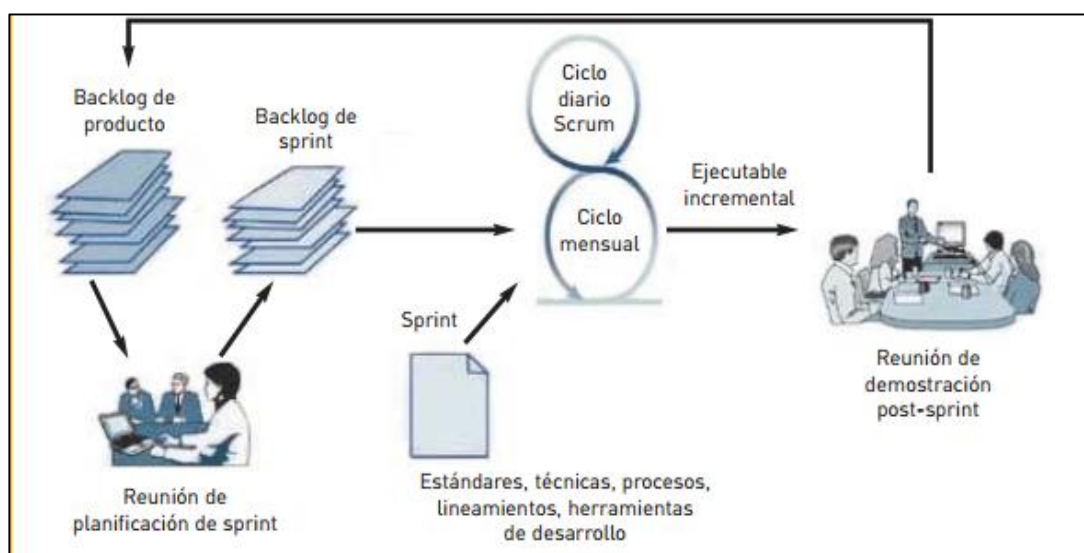 Backlog de
producto
Backlog de
sprint
Ciclo
diario
Scrum
Ciclo
mensual
Ejecutable
incremental
Sprint
Reunión de
planificación de sprint
Estándares, técnicas, procesos,
lineamientos, herramientas
de desarrollo
Reunión de
demostración
post-sprint